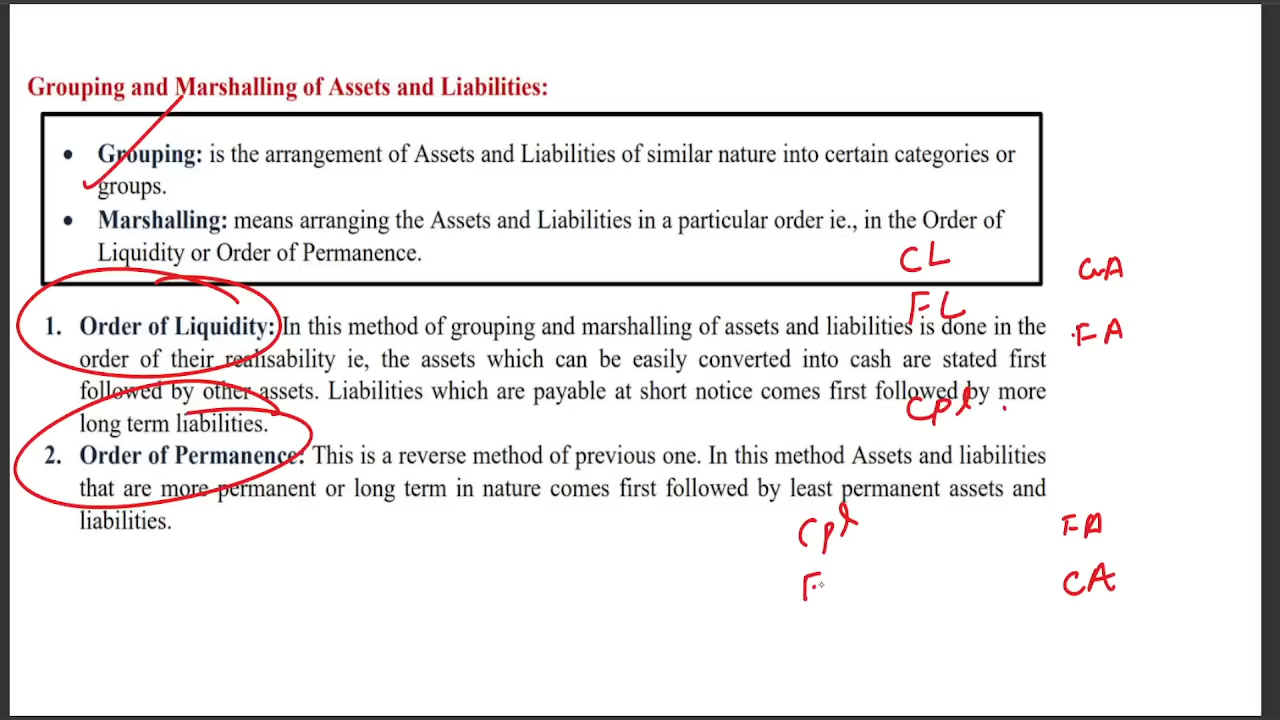 Grouping and Marshalling of Assets and Liabilities:
• Grouping: is the arrangement of Assets and Liabilities of similar nature into certain categories or
groups.
• Marshalling: means arranging the Assets and Liabilities in a particular order ie., in the Order of
Liquidity or Order of Permanence.
CL
CA
FL
FA
1. Order of Liquidity: In this method of grouping and marshalling of assets and liabilities is done in the
order of their realisability ie, the assets which can be easily converted into cash are stated first
followed by other assets. Liabilities which are payable at short notice comes first followed by more
long term liabilities.
Cpl
2. Order of Permanence: This is a reverse method of previous one. In this method Assets and liabilities
that are more permanent or long term in nature comes first followed by least permanent assets and
liabilities.
Cpl
FA
F
CA